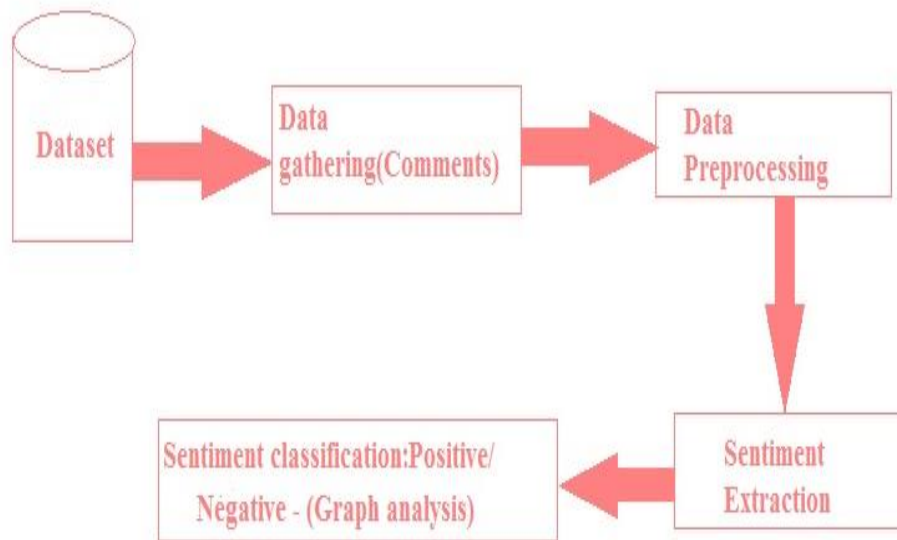 Dataset
Data
gathering(Comments)
Data
Preprocessing
Sentiment
Extraction
Sentiment classification:Positive/
Negative - (Graph analysis)